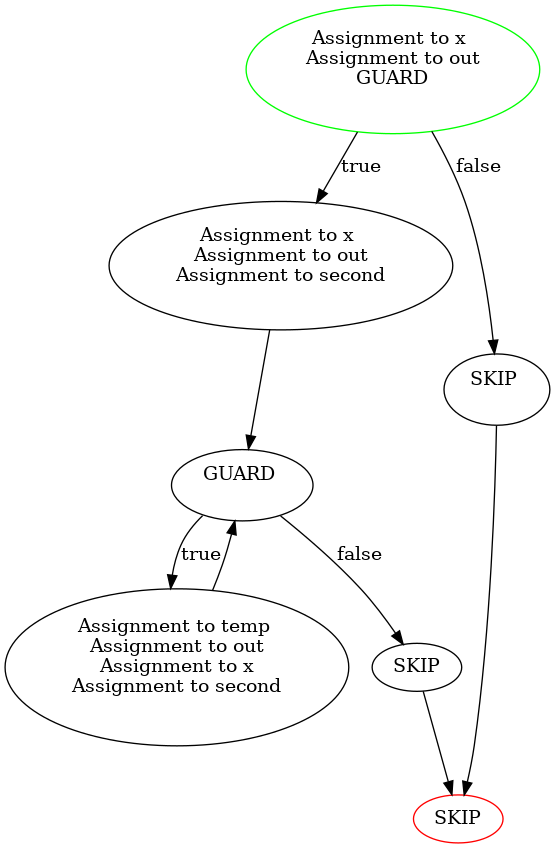 Assignment to x
Assignment to out
GUARD
true
false
Assignment to x
Assignment to out
Assignment to second
SKIP
GUARD
true
false
Assignment to temp
Assignment to out
Assignment to x
Assignment to second
SKIP
SKIP